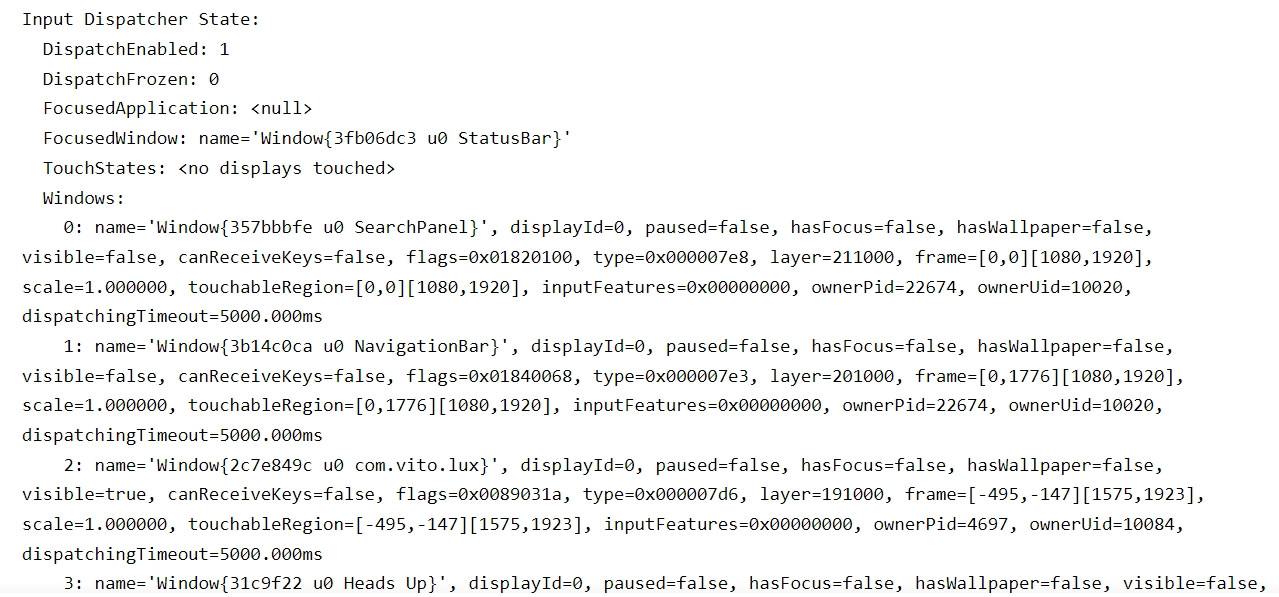 Input Dispatcher State:
DispatchEnabled: 1
DispatchFrozen: 0
FocusedApplication: <null>
FocusedWindow: name='Window{3fb06dc3 u0 StatusBar}'
TouchStates: <no displays touched>
Windows:
0: name='Window{357bbbfe u0 SearchPanel}', displayId=0, paused=false, hasFocus=false, hasWallpaper=false,
visible=false, canReceiveKeys=false, flags=0x01820100, type=0x000007e8, layer=211000, frame=[0,0][1080,1920],
scale=1.000000, touchableRegion=[0,0][1080,1920], inputFeatures=0x00000000, ownerPid=22674, ownerUid=10020,
dispatchingTimeout=5000.000ms
1: name='Window{3b14c0ca u0 NavigationBar}', displayId=0, paused=false, hasFocus=false, hasWallpaper=false,
visible=false, canReceiveKeys=false, flags=0x01840068, type=0x000007e3, layer=201000, frame=[0,1776][1080,1920],
scale=1.000000, touchableRegion=[0,1776][1080,1920], inputFeatures=0x00000000, ownerPid=22674, ownerUid=10020,
dispatchingTimeout=5000.000ms
2: name='Window{2c7e849c u0 com.vito.lux}', displayId=0, paused=false, hasFocus=false, hasWallpaper=false,
visible=true, canReceiveKeys=false, flags=0x0089031a, type=0x000007d6, layer=191000, frame=[-495,-147][1575,1923],
scale=1.000000, touchableRegion=[-495,-147][1575,1923], inputFeatures=0x00000000, ownerPid=4697, ownerUid=10084,
dispatchingTimeout=5000.000ms
3: name='Window{31c9f22 u0 Heads Up}', displayId=0, paused=false, hasFocus=false, hasWallpaper=false, visible=false,